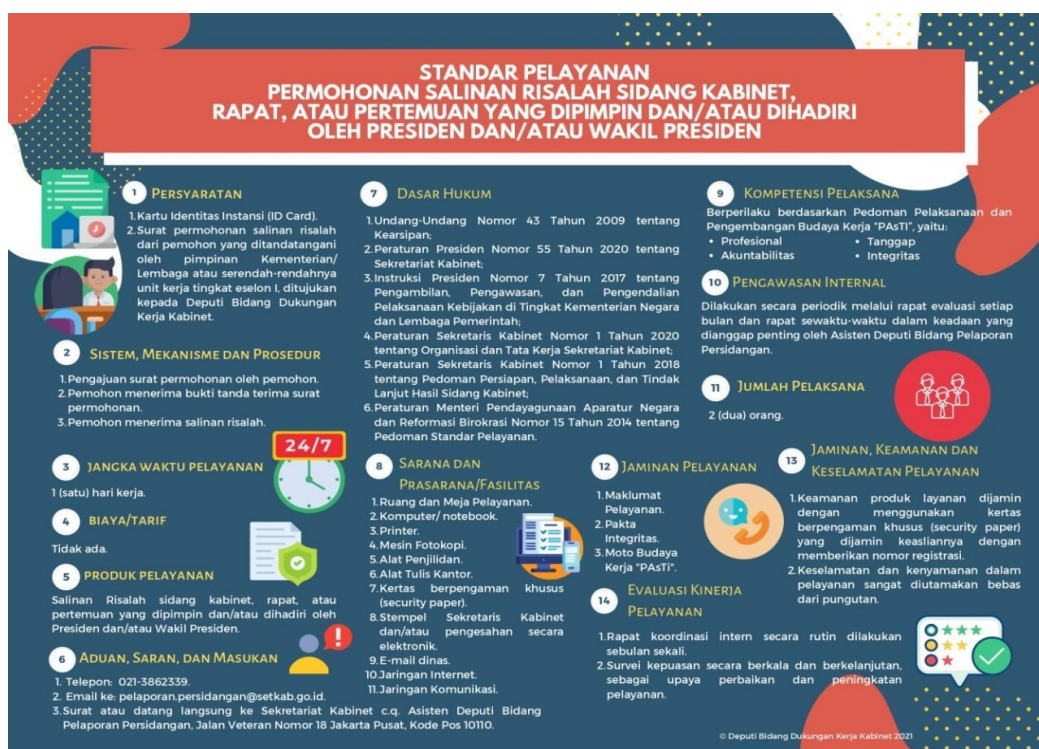 STANDAR PELAYANAN
PERMOHONAN SALINAN RISALAH SIDANG KABINET,
RAPAT, ATAU PERTEMUAN YANG DIPIMPIN DAN/ATAU DIHADIRI
OLEH PRESIDEN DAN/ATAU WAKIL PRESIDEN
1 PERSYARATAN
1.Kartu Identitas Instansi (ID Card).
2.Surat permohonan salinan risalah
dari pemohon yang ditandatangani
oleh pimpinan Kementerian/
Lembaga atau serendah-rendahnya
unit kerja tingkat eselon I, ditujukan
kepada Deputi Bidang Dukungan
Kerja Kabinet.
2 SISTEM, MEKANISME DAN PROSEDUR
1.Pengajuan surat permohonan oleh pemohon.
2.Pemohon menerima bukti tanda terima surat
permohonan.
3.Pemohon menerima salinan risalah.
3 JANGKA WAKTU PELAYANAN
24/7
1 (satu) hari kerja.
4 BIAYA/TARIF
Tidak ada.
5 PRODUK PELAYANAN
Salinan Risalah sidang kabinet, rapat, atau
pertemuan yang dipimpin dan/atau dihadiri oleh
Presiden dan/atau Wakil Presiden.
6 ADUAN, SARAN, DAN MASUKAN
1. Telepon: 021-3862339.
2. Email ke: pelaporan.persidangan@setkab.go.id.
3.Surat atau datang langsung ke Sekretariat Kabinet c.q. Asisten Deputi Bidang
Pelaporan Persidangan, Jalan Veteran Nomor 18 Jakarta Pusat, Kode Pos 10110.
7 DASAR HUKUM
1.Undang-Undang Nomor 43 Tahun 2009 tentang
Kearsipan;
2.Peraturan Presiden Nomor 55 Tahun 2020 tentang
Sekretariat Kabinet;
3.Instruksi Presiden Nomor 7 Tahun 2017 tentang
Pengambilan, Pengawasan, dan Pengendalian
Pelaksanaan Kebijakan di Tingkat Kementerian Negara
dan Lembaga Pemerintah;
4.Peraturan Sekretaris Kabinet Nomor 1 Tahun 2020
tentang Organisasi dan Tata Kerja Sekretariat Kabinet;
5.Peraturan Sekretaris Kabinet Nomor 1 Tahun 2018
tentang Pedoman Persiapan, Pelaksanaan, dan Tindak
Lanjut Hasil Sidang Kabinet;
6.Peraturan Menteri Pendayagunaan Aparatur Negara
dan Reformasi Birokrasi Nomor 15 Tahun 2014 tentang
Pedoman Standar Pelayanan.
8 SARANA DAN
PRASARANA/FASILITAS
1.Ruang dan Meja Pelayanan.
2.Komputer/ notebook.
3.Printer.
4.Mesin Fotokopi.
5.Alat Penjilidan.
6.Alat Tulis Kantor.
7.Kertas berpengaman khusus
(security paper).
8.Stempel Sekretaris Kabinet
dan/atau pengesahan secara
elektronik.
9.E-mail dinas.
10.Jaringan Internet.
11.Jaringan Komunikasi.
9 KOMPETENSI PELAKSANA
Berperilaku berdasarkan Pedoman Pelaksanaan dan
Pengembangan Budaya Kerja "PAsTI", yaitu:
• Profesional
• Akuntabilitas
• Tanggap
• Integritas
10 PENGAWASAN INTERNAL
Dilakukan secara periodik melalui rapat evaluasi setiap
bulan dan rapat sewaktu-waktu dalam keadaan yang
dianggap penting oleh Asisten Deputi Bidang Pelaporan
Persidangan.
11 JUMLAH PELAKSANA
2 (dua) orang.
12 JAMINAN PELAYANAN
1.Maklumat
Pelayanan.
2.Pakta
Integritas.
3.Moto Budaya
Kerja "PAsTi".
13 JAMINAN, KEAMANAN DAN
KESELAMATAN PELAYANAN
1.Keamanan produk layanan dijamin
dengan menggunakan kertas
berpengaman khusus (security paper)
yang dijamin keasliannya dengan
memberikan nomor registrasi.
2.Keselamatan dan kenyamanan dalam
pelayanan sangat diutamakan bebas
dari pungutan.
14 EVALUASI KINERJA
PELAYANAN
1.Rapat koordinasi intern secara rutin dilakukan
sebulan sekali.
2.Survei kepuasan secara berkala dan berkelanjutan,
sebagai upaya perbaikan dan peningkatan
pelayanan.
© Deputi Bidang Dukungan Kerja Kabinet 2021